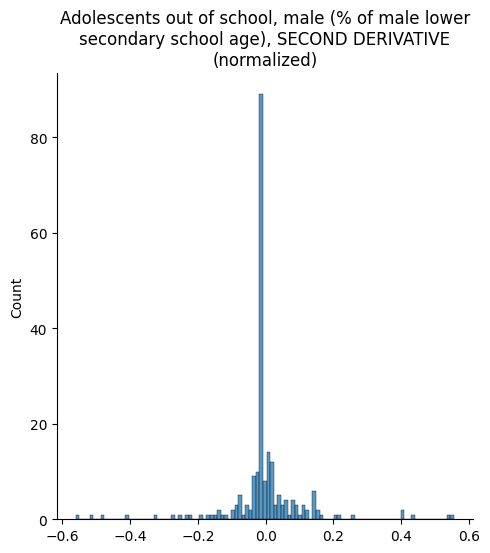 Adolescents out of school, male (% of male lower
secondary school age), SECOND DERIVATIVE
(normalized)
80
60
40
20
0
Count
−0.6 −0.4 −0.2 0.0 0.2 0.4 0.6